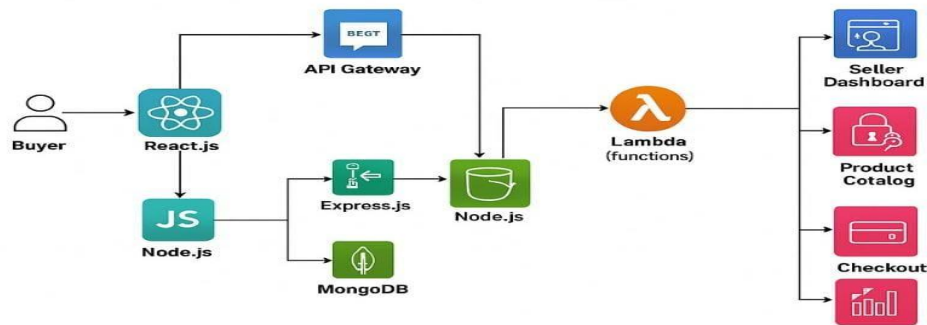 BEGT
API Gateway
Seller
Dashboard
Buyer
React.js
Lambda
(functions)
Product
Cotalog
Express.js
Node.js
JS
Node.js
MongoDB
Checkout